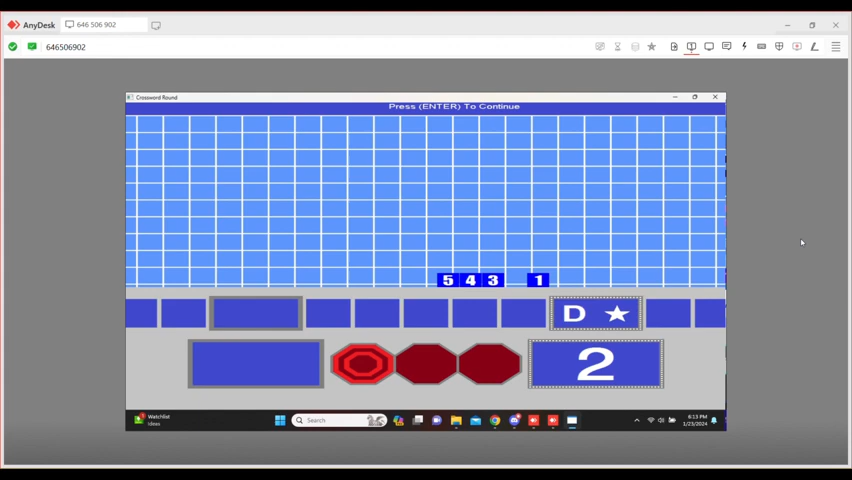 AnyDesk
646 506 902
646506902
Crossword Round
Press (ENTER) To Continue
5 4 3 1
D ★
2
Watchlist
Ideas
Search
6:13 PM
1/23/2024